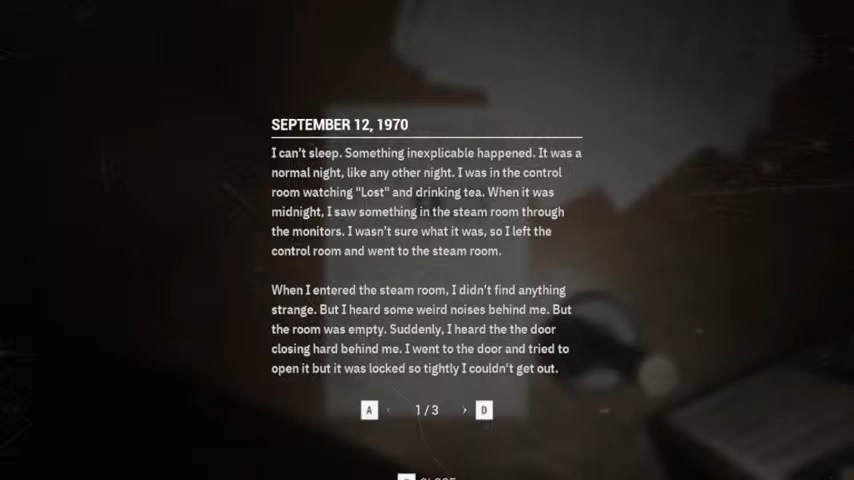 SEPTEMBER 12, 1970
I can't sleep. Something inexplicable happened. It was a
normal night, like any other night. I was in the control
room watching "Lost" and drinking tea. When it was
midnight, I saw something in the steam room through
the monitors. I wasn't sure what it was, so I left the
control room and went to the steam room.
When I entered the steam room, I didn't find anything
strange. But I heard some weird noises behind me. But
the room was empty. Suddenly, I heard the the door
closing hard behind me. I went to the door and tried to
open it but it was locked so tightly I couldn't get out.
A ‹ 1/3 › D